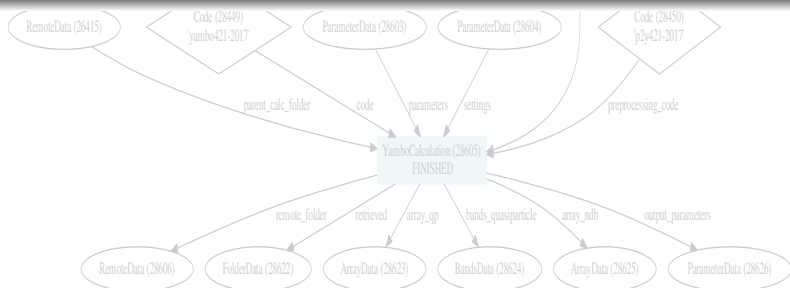 RemoteData (26415)
Code (28449)
'yambo421-2017'
ParameterData (28603)
ParameterData (28604)
Code (28450)
'p2y421-2017'
parent_calc_folder
code
parameters
settings
preprocessing_code
YamboCalculation (28605)
FINISHED
remote_folder
retrieved
array_qp
bands_quasiparticle
array_ndb
output_parameters
RemoteData (28606)
FolderData (28622)
ArrayData (28623)
BandsData (28624)
ArrayData (28625)
ParameterData (28626)